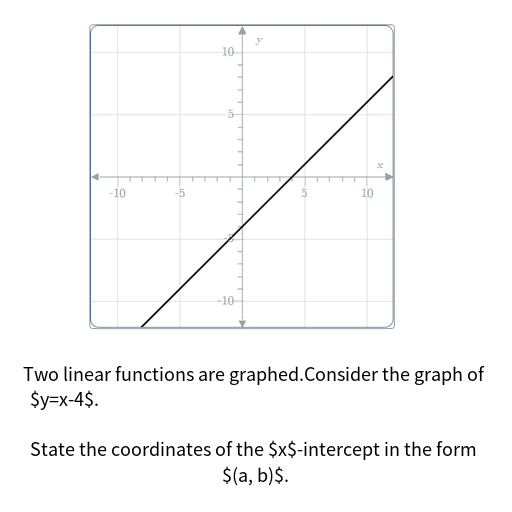 y
10
5
x
-10
-5
5
10
-5
-10
Two linear functions are graphed.Consider the graph of
$y=x-4$.
State the coordinates of the $x$-intercept in the form
$(a, b)$.